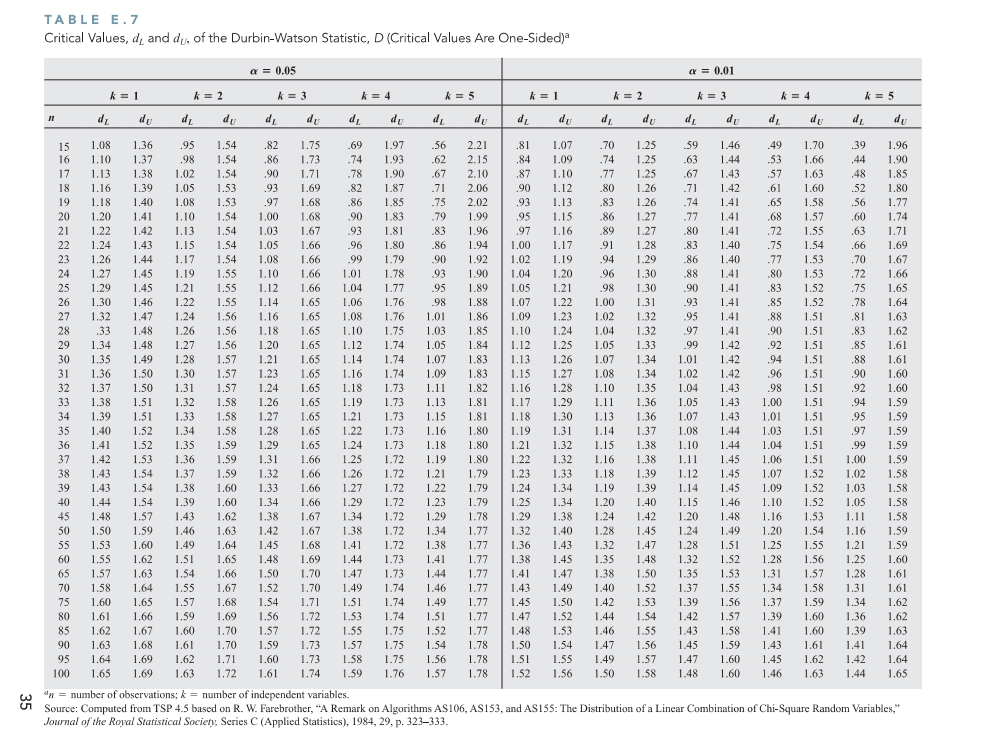 TABLE E.7
Critical Values, dL and dU, of the Durbin-Watson Statistic, D (Critical Values Are One-Sided)a
α = 0.05 α = 0.01
k = 1 k = 2 k = 3 k = 4 k = 5 k = 1 k = 2 k = 3 k = 4 k = 5
n dL dU dL dU dL dU dL dU dL dU dL dU dL dU dL dU dL dU dL dU
15 1.08 1.36 .95 1.54 .82 1.75 .69 1.97 .56 2.21 .81 1.07 .70 1.25 .59 1.46 .49 1.70 .39 1.96
16 1.10 1.37 .98 1.54 .86 1.73 .74 1.93 .62 2.15 .84 1.09 .74 1.25 .63 1.44 .53 1.66 .44 1.90
17 1.13 1.38 1.02 1.54 .90 1.71 .78 1.90 .67 2.10 .87 1.10 .77 1.25 .67 1.43 .57 1.63 .48 1.85
18 1.16 1.39 1.05 1.53 .93 1.69 .82 1.87 .71 2.06 .90 1.12 .80 1.26 .71 1.42 .61 1.60 .52 1.80
19 1.18 1.40 1.08 1.53 .97 1.68 .86 1.85 .75 2.02 .93 1.13 .83 1.26 .74 1.41 .65 1.58 .56 1.77
20 1.20 1.41 1.10 1.54 1.00 1.68 .90 1.83 .79 1.99 .95 1.15 .86 1.27 .77 1.41 .68 1.57 .60 1.74
21 1.22 1.42 1.13 1.54 1.03 1.67 .93 1.81 .83 1.96 .97 1.16 .89 1.27 .80 1.41 .72 1.55 .63 1.71
22 1.24 1.43 1.15 1.54 1.05 1.66 .96 1.80 .86 1.94 1.00 1.17 .91 1.28 .83 1.40 .75 1.54 .66 1.69
23 1.26 1.44 1.17 1.54 1.08 1.66 .99 1.79 .90 1.92 1.02 1.19 .94 1.29 .86 1.40 .77 1.53 .70 1.67
24 1.27 1.45 1.19 1.55 1.10 1.66 1.01 1.78 .93 1.90 1.04 1.20 .96 1.30 .88 1.41 .80 1.53 .72 1.66
25 1.29 1.45 1.21 1.55 1.12 1.66 1.04 1.77 .95 1.89 1.05 1.21 .98 1.30 .90 1.41 .83 1.52 .75 1.65
26 1.30 1.46 1.22 1.55 1.14 1.65 1.06 1.76 .98 1.88 1.07 1.22 1.00 1.31 .93 1.41 .85 1.52 .78 1.64
27 1.32 1.47 1.24 1.56 1.16 1.65 1.08 1.76 1.01 1.86 1.09 1.23 1.02 1.32 .95 1.41 .88 1.51 .81 1.63
28 .33 1.48 1.26 1.56 1.18 1.65 1.10 1.75 1.03 1.85 1.10 1.24 1.04 1.32 .97 1.41 .90 1.51 .83 1.62
29 1.34 1.48 1.27 1.56 1.20 1.65 1.12 1.74 1.05 1.84 1.12 1.25 1.05 1.33 .99 1.42 .92 1.51 .85 1.61
30 1.35 1.49 1.28 1.57 1.21 1.65 1.14 1.74 1.07 1.83 1.13 1.26 1.07 1.34 1.01 1.42 .94 1.51 .88 1.61
31 1.36 1.50 1.30 1.57 1.23 1.65 1.16 1.74 1.09 1.83 1.15 1.27 1.08 1.34 1.02 1.42 .96 1.51 .90 1.60
32 1.37 1.50 1.31 1.57 1.24 1.65 1.18 1.73 1.11 1.82 1.16 1.28 1.10 1.35 1.04 1.43 .98 1.51 .92 1.60
33 1.38 1.51 1.32 1.58 1.26 1.65 1.19 1.73 1.13 1.81 1.17 1.29 1.11 1.36 1.05 1.43 1.00 1.51 .94 1.59
34 1.39 1.51 1.33 1.58 1.27 1.65 1.21 1.73 1.15 1.81 1.18 1.30 1.13 1.36 1.07 1.43 1.01 1.51 .95 1.59
35 1.40 1.52 1.34 1.58 1.28 1.65 1.22 1.73 1.16 1.80 1.19 1.31 1.14 1.37 1.08 1.44 1.03 1.51 .97 1.59
36 1.41 1.52 1.35 1.59 1.29 1.65 1.24 1.73 1.18 1.80 1.21 1.32 1.15 1.38 1.10 1.44 1.04 1.51 .99 1.59
37 1.42 1.53 1.36 1.59 1.31 1.66 1.25 1.72 1.19 1.80 1.22 1.32 1.16 1.38 1.11 1.45 1.06 1.51 1.00 1.59
38 1.43 1.54 1.37 1.59 1.32 1.66 1.26 1.72 1.21 1.79 1.23 1.33 1.18 1.39 1.12 1.45 1.07 1.52 1.02 1.58
39 1.43 1.54 1.38 1.60 1.33 1.66 1.27 1.72 1.22 1.79 1.24 1.34 1.19 1.39 1.14 1.45 1.09 1.52 1.03 1.58
40 1.44 1.54 1.39 1.60 1.34 1.66 1.29 1.72 1.23 1.79 1.25 1.34 1.20 1.40 1.15 1.46 1.10 1.52 1.05 1.58
45 1.48 1.57 1.43 1.62 1.38 1.67 1.34 1.72 1.29 1.78 1.29 1.38 1.24 1.42 1.20 1.48 1.16 1.53 1.11 1.58
50 1.50 1.59 1.46 1.63 1.42 1.67 1.38 1.72 1.34 1.77 1.32 1.40 1.28 1.45 1.24 1.49 1.20 1.54 1.16 1.59
55 1.53 1.60 1.49 1.64 1.45 1.68 1.41 1.72 1.38 1.77 1.36 1.43 1.32 1.47 1.28 1.51 1.25 1.55 1.21 1.59
60 1.55 1.62 1.51 1.65 1.48 1.69 1.44 1.73 1.41 1.77 1.38 1.45 1.35 1.48 1.32 1.52 1.28 1.56 1.25 1.60
65 1.57 1.63 1.54 1.66 1.50 1.70 1.47 1.73 1.44 1.77 1.41 1.47 1.38 1.50 1.35 1.53 1.31 1.57 1.28 1.61
70 1.58 1.64 1.55 1.67 1.52 1.70 1.49 1.74 1.46 1.77 1.43 1.49 1.40 1.52 1.37 1.55 1.34 1.58 1.31 1.61
75 1.60 1.65 1.57 1.68 1.54 1.71 1.51 1.74 1.49 1.77 1.45 1.50 1.42 1.53 1.39 1.56 1.37 1.59 1.34 1.62
80 1.61 1.66 1.59 1.69 1.56 1.72 1.53 1.74 1.51 1.77 1.47 1.52 1.44 1.54 1.42 1.57 1.39 1.60 1.36 1.62
85 1.62 1.67 1.60 1.70 1.57 1.72 1.55 1.75 1.52 1.77 1.48 1.53 1.46 1.55 1.43 1.58 1.41 1.60 1.39 1.63
90 1.63 1.68 1.61 1.70 1.59 1.73 1.57 1.75 1.54 1.78 1.50 1.54 1.47 1.56 1.45 1.59 1.43 1.61 1.41 1.64
95 1.64 1.69 1.62 1.71 1.60 1.73 1.58 1.75 1.56 1.78 1.51 1.55 1.49 1.57 1.47 1.60 1.45 1.62 1.42 1.64
100 1.65 1.69 1.63 1.72 1.61 1.74 1.59 1.76 1.57 1.78 1.52 1.56 1.50 1.58 1.48 1.60 1.46 1.63 1.44 1.65
an = number of observations; k = number of independent variables.
Source: Computed from TSP 4.5 based on R. W. Farebrother, “A Remark on Algorithms AS106, AS153, and AS155: The Distribution of a Linear Combination of Chi-Square Random Variables,”
Journal of the Royal Statistical Society, Series C (Applied Statistics), 1984, 29, p. 323–333.
35